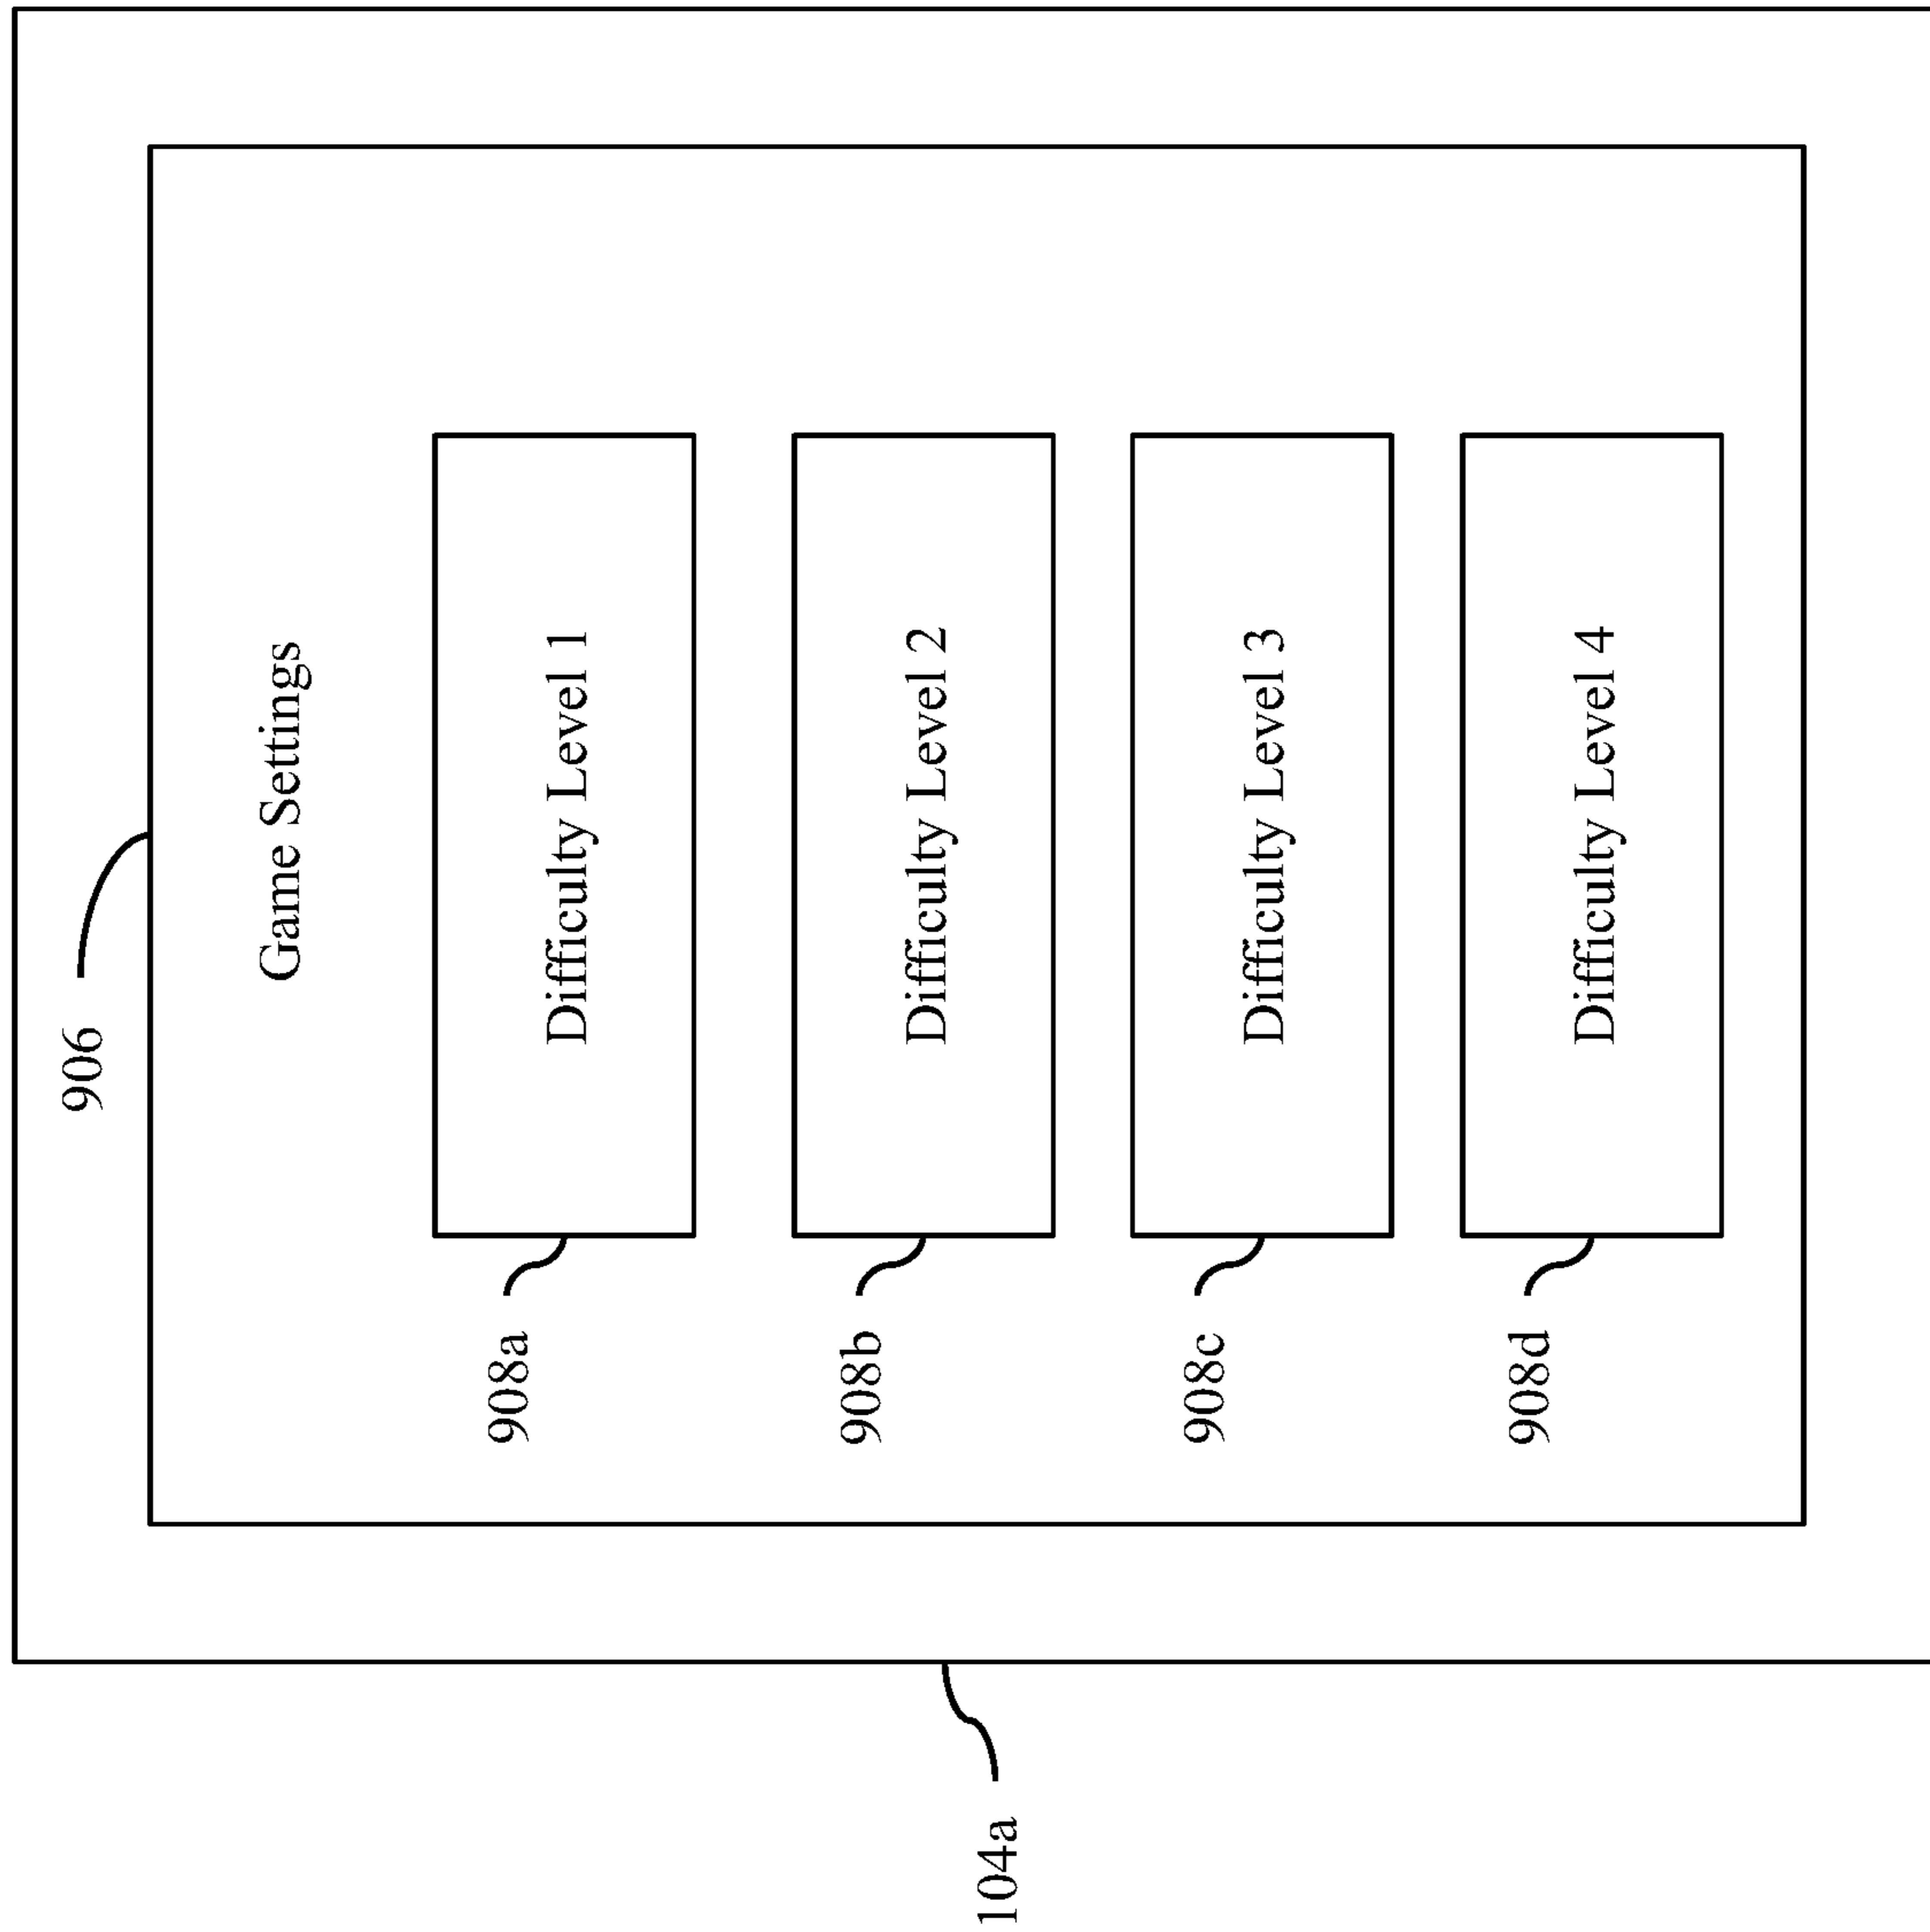 906
Game Settings
908a
Difficulty Level 1
908b
Difficulty Level 2
104a
908c
Difficulty Level 3
908d
Difficulty Level 4